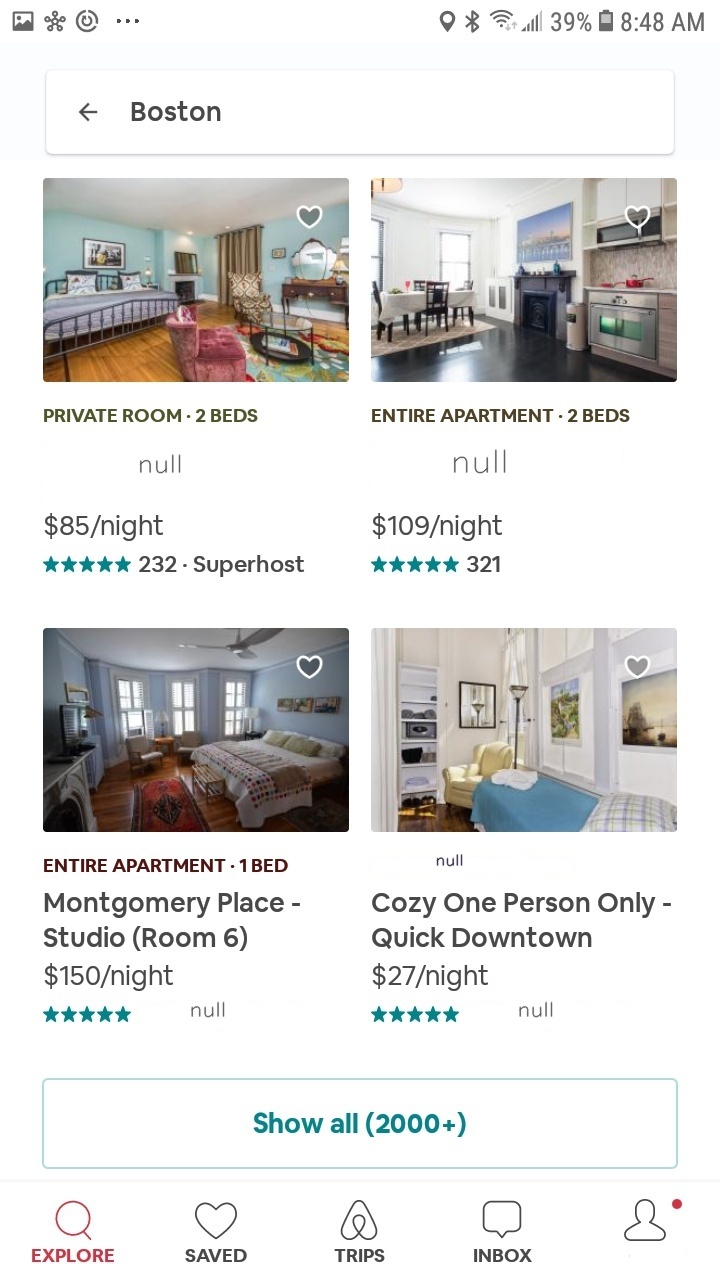 39% 8:48 AM
Boston
PRIVATE ROOM · 2 BEDS
null
$85/night
232 · Superhost
ENTIRE APARTMENT · 2 BEDS
null
$109/night
321
ENTIRE APARTMENT · 1 BED
Montgomery Place -
Studio (Room 6)
$150/night
null
null
Cozy One Person Only -
Quick Downtown
$27/night
null
Show all (2000+)
EXPLORE
SAVED
TRIPS
INBOX